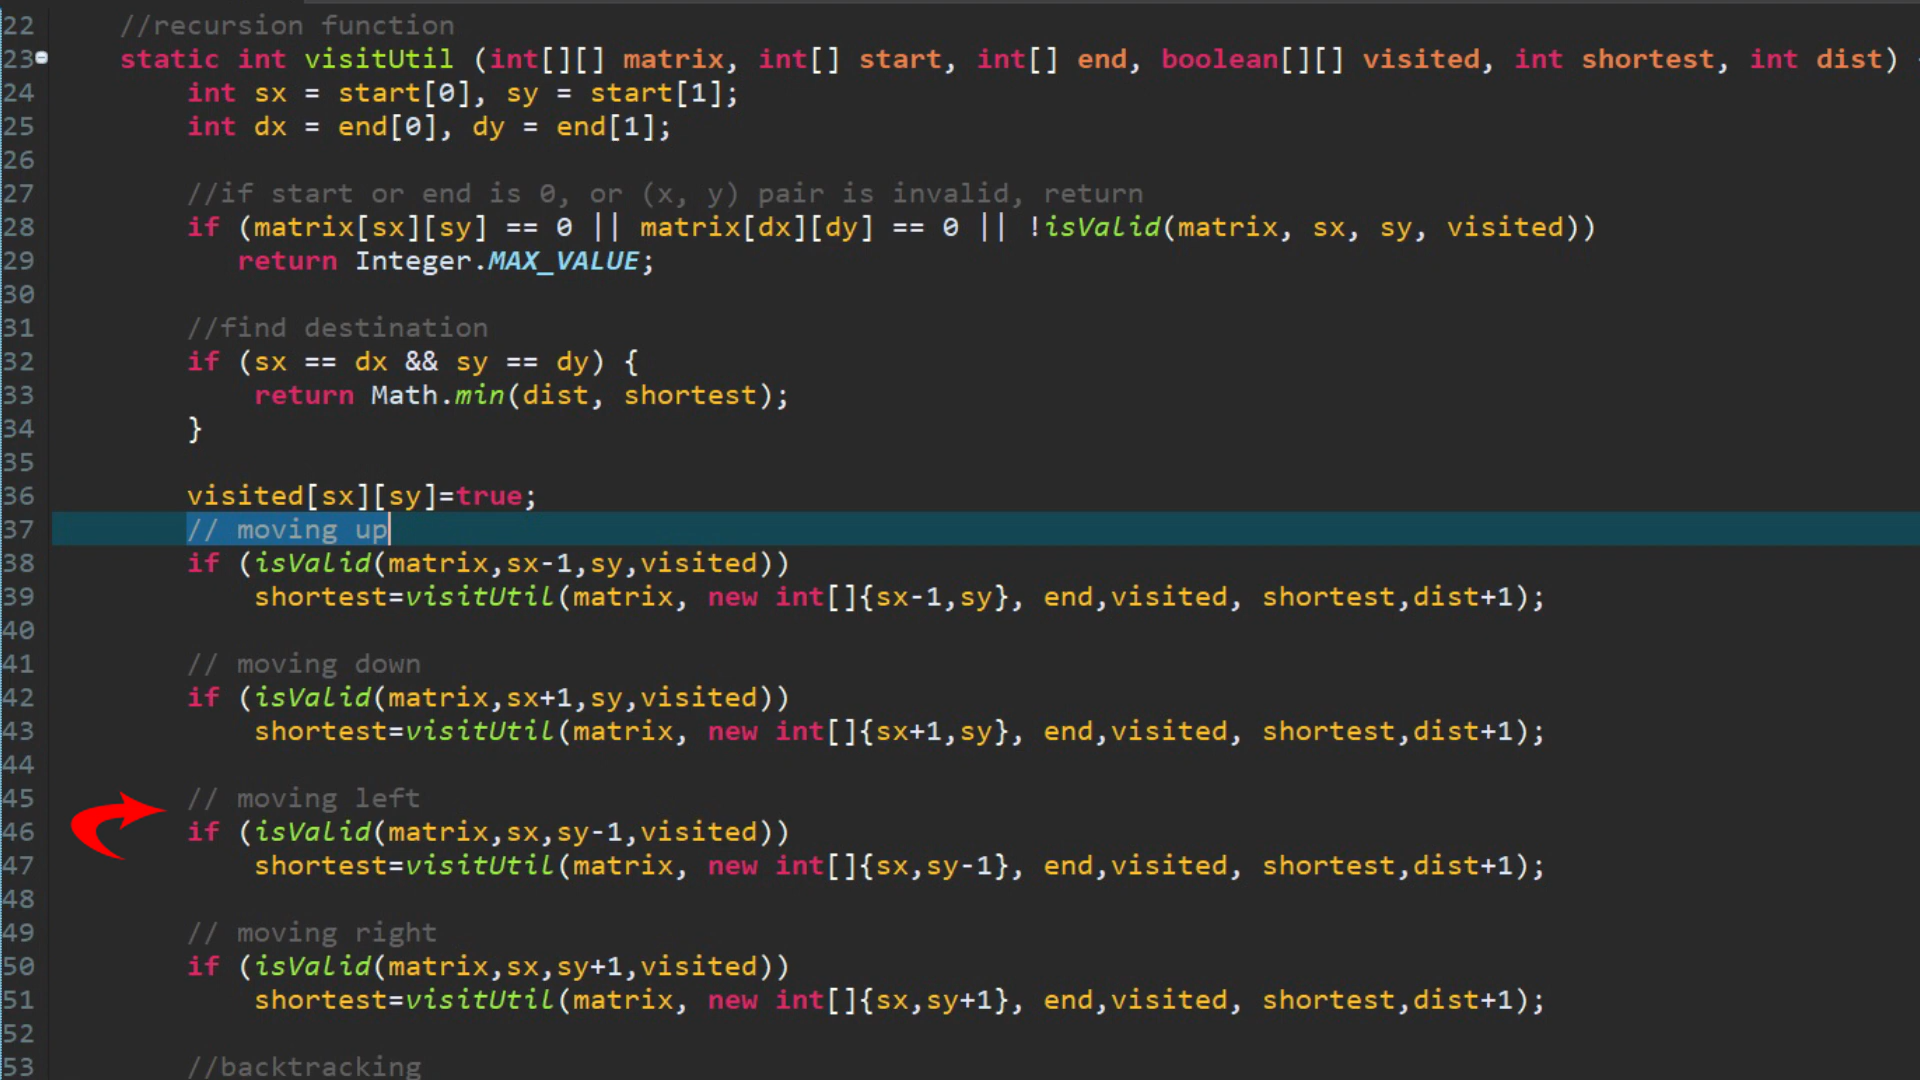 22 //recursion function
23 static int visitUtil (int[][] matrix, int[] start, int[] end, boolean[][] visited, int shortest, int dist)
24 int sx = start[0], sy = start[1];
25 int dx = end[0], dy = end[1];
26
27 //if start or end is 0, or (x, y) pair is invalid, return
28 if (matrix[sx][sy] == 0 || matrix[dx][dy] == 0 || !isValid(matrix, sx, sy, visited))
29 return Integer.MAX_VALUE;
30
31 //find destination
32 if (sx == dx && sy == dy) {
33 return Math.min(dist, shortest);
34 }
35
36 visited[sx][sy]=true;
37 // moving up
38 if (isValid(matrix,sx-1,sy,visited))
39 shortest=visitUtil(matrix, new int[]{sx-1,sy}, end,visited, shortest,dist+1);
40
41 // moving down
42 if (isValid(matrix,sx+1,sy,visited))
43 shortest=visitUtil(matrix, new int[]{sx+1,sy}, end,visited, shortest,dist+1);
44
45 // moving left
46 if (isValid(matrix,sx,sy-1,visited))
47 shortest=visitUtil(matrix, new int[]{sx,sy-1}, end,visited, shortest,dist+1);
48
49 // moving right
50 if (isValid(matrix,sx,sy+1,visited))
51 shortest=visitUtil(matrix, new int[]{sx,sy+1}, end,visited, shortest,dist+1);
52
53 //backtracking